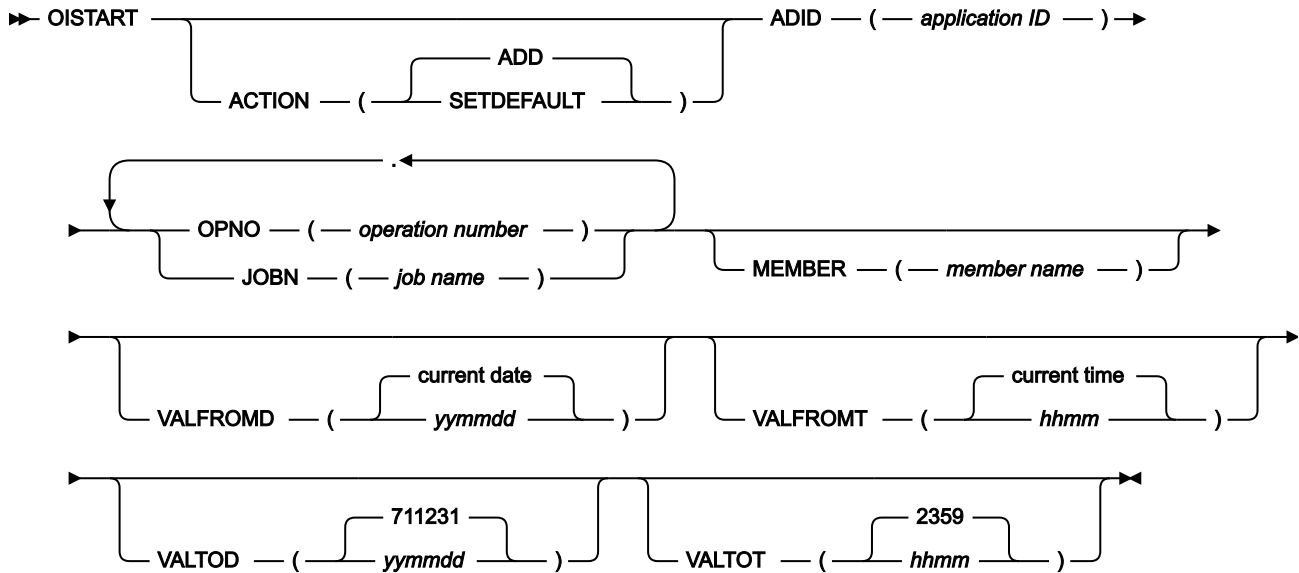 OISTART ADID ( application ID )
ADD
ACTION ( SETDEFAULT )
.
OPNO ( operation number )
JOBN ( job name )
MEMBER ( member name )
current date
VALFROMD ( yymmdd )
current time
VALFROMT ( hhmm )
711231
VALTOD ( yymmdd )
2359
VALTOT ( hhmm )